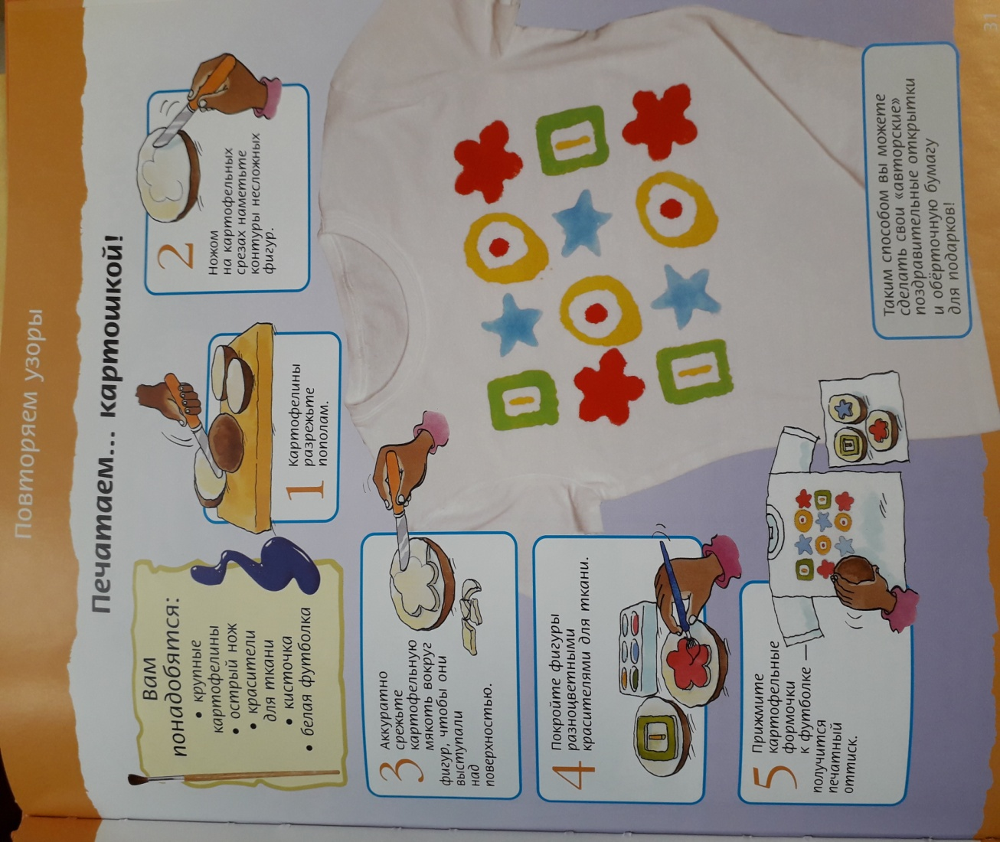 Повторяем узоры
Печатаем... картошкой!
Вам
понадобятся:
• крупные
картофелины
• острый нож
• красители
для ткани
• кисточка
• белая футболка
1 Картофелины
разрежьте
пополам.
2 Ножом
на картофельных
срезах наметьте
контуры несложных
фигур.
3 Аккуратно
срежьте
картофельную
мякоть вокруг
фигур, чтобы они
выступали
над
поверхностью.
4 Покройте фигуры
разноцветными
красителями для ткани.
5 Прижмите
картофельные
формочки
к футболке —
получится
печатный
оттиск.
Таким способом вы можете
сделать свои «авторские»
поздравительные открытки
и обёрточную бумагу
для подарков!
31